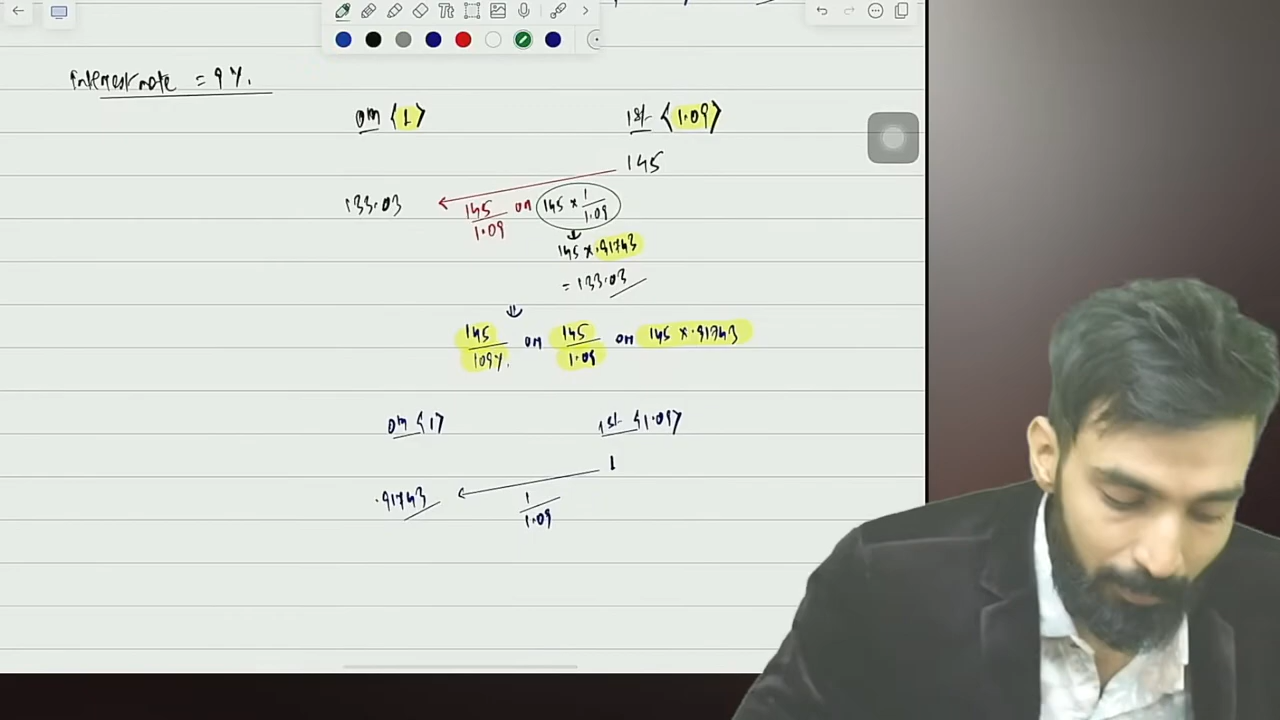 Interest rate = 9%.
0th <1> 1st <1.09>
145
133.03 145/1.09 or 145 x 1/1.09
145 x .91743
= 133.03
145/109% or 145/1.09 or 145 x .91743
0th <1> 1st <1.09>
1
.91743 1/1.09